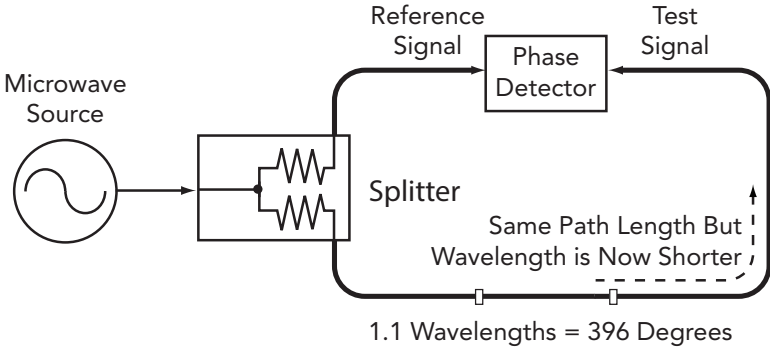 Reference
Signal
Test
Signal
Phase
Detector
Microwave
Source
Splitter
Same Path Length But
Wavelength is Now Shorter
1.1 Wavelengths = 396 Degrees